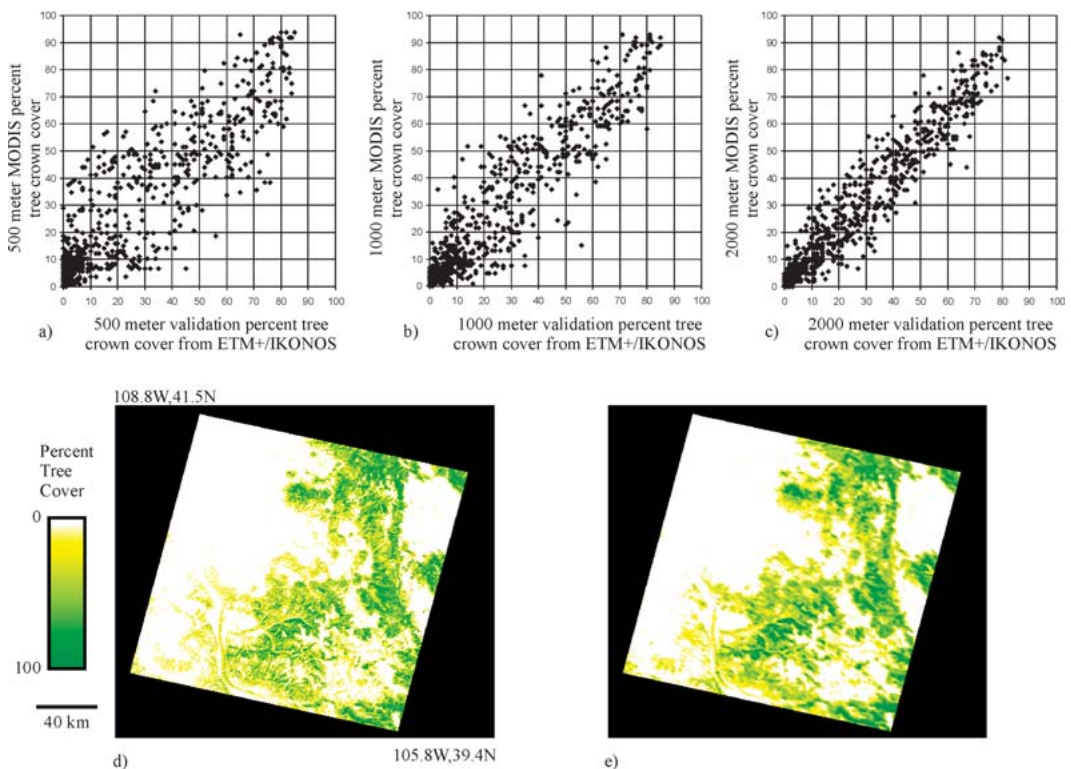 100
90
80
70
60
50
40
30
20
10
0
500 meter MODIS percent
tree crown cover
0 10 20 30 40 50 60 70 80 90 100
a)
500 meter validation percent tree
crown cover from ETM+/IKONOS
100
90
80
70
60
50
40
30
20
10
0
1000 meter MODIS percent
tree crown cover
0 10 20 30 40 50 60 70 80 90 100
b)
1000 meter validation percent tree
crown cover from ETM+/IKONOS
100
90
80
70
60
50
40
30
20
10
0
2000 meter MODIS percent
tree crown cover
0 10 20 30 40 50 60 70 80 90 100
c)
2000 meter validation percent tree
crown cover from ETM+/IKONOS
108.8W,41.5N
Percent
Tree
Cover
0
100
40 km
d)
105.8W,39.4N
e)